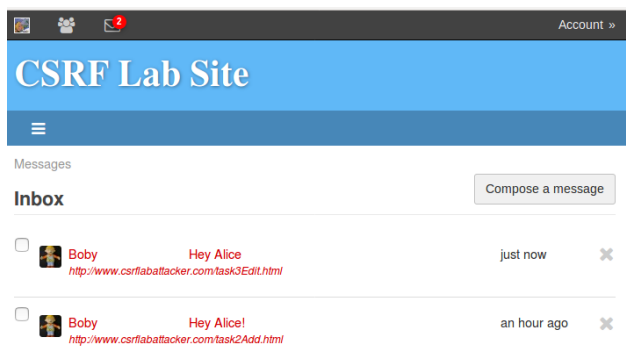 2
Account »
CSRF Lab Site
Messages
Inbox
Compose a message
Boby Hey Alice just now
http://www.csrflabattacker.com/task3Edit.html
Boby Hey Alice! an hour ago
http://www.csrflabattacker.com/task2Add.html